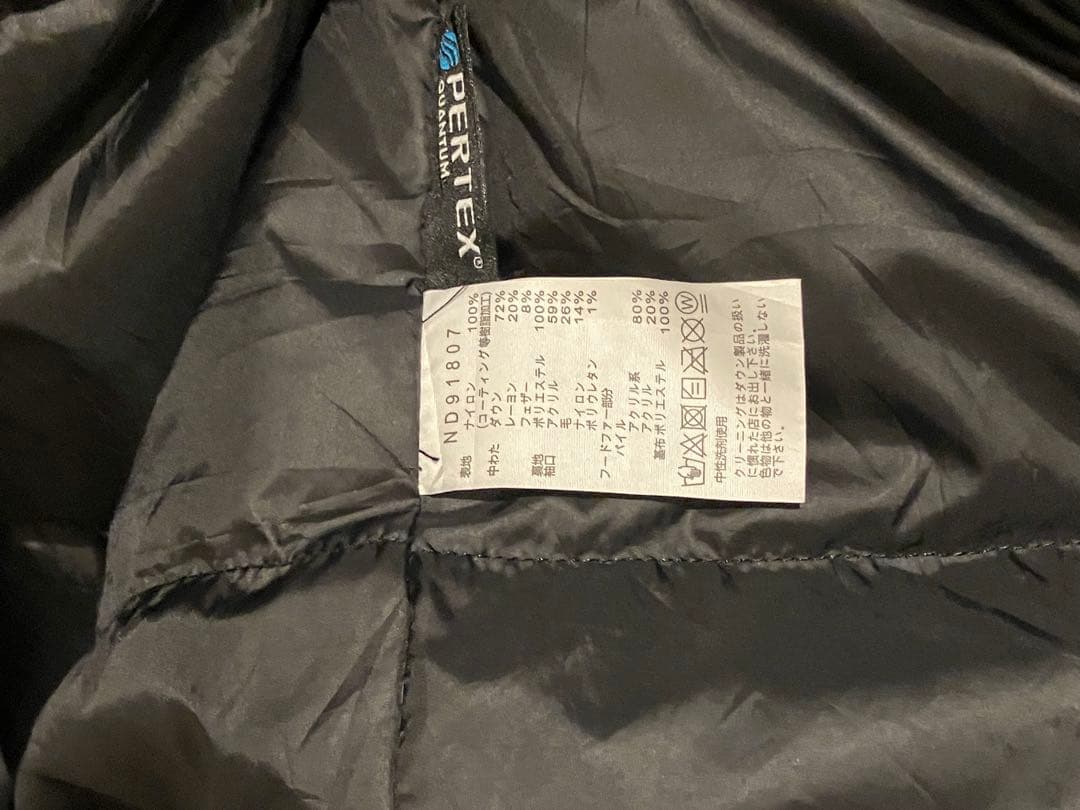 PERTEX®
QUANTUM
ND91807
表地 ナイロン 100%
(コーティング等樹脂加工)
中わた ダウン 72%
レーヨン 20%
フェザー 8%
裏地 ポリエステル 100%
袖口 アクリル 59%
毛 26%
ナイロン 14%
ポリウレタン 1%
フードファー部分
パイル
アクリル系 80%
アクリル 20%
基布 ポリエステル 100%
W
中性洗剤使用
クリーニングはダウン製品の扱い
に慣れた店にお出し下さい。
色物は他の物と一緒に洗濯しない
で下さい。